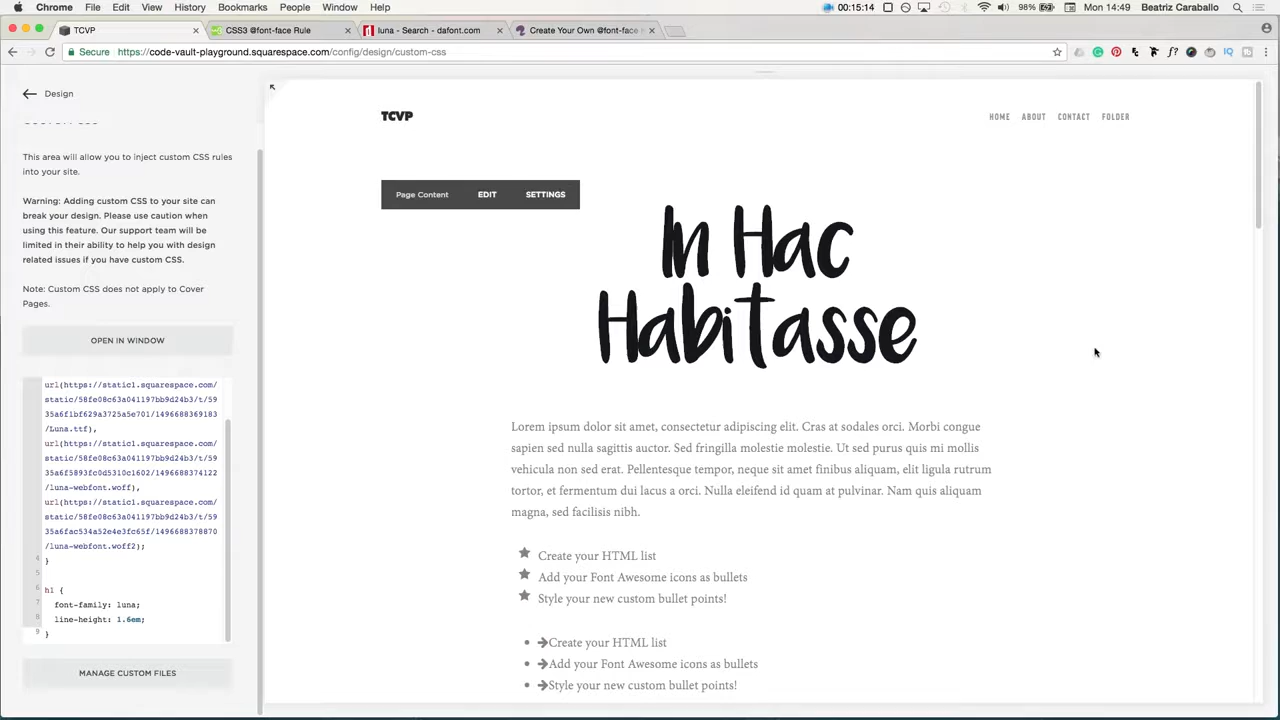 Chrome File Edit View History Bookmarks People Window Help 00:15:14 98% Mon 14:49 Beatriz Caraballo
TCVP CSS3 @font-face Rule luna - Search - dafont.com Create Your Own @font-face
Secure https://code-vault-playground.squarespace.com/config/design/custom-css
Design
This area will allow you to inject custom CSS rules
into your site.
Warning: Adding custom CSS to your site can
break your design. Please use caution when
using this feature. Our support team will be
limited in their ability to help you with design
related issues if you have custom CSS.
Note: Custom CSS does not apply to Cover
Pages.
OPEN IN WINDOW
url(https://static1.squarespace.com/
static/58fe08c63a041197bb9d24b3/t/59
35a6f1bf629a3725a5e701/1496688369183
/Luna.ttf),
url(https://static1.squarespace.com/
static/58fe08c63a041197bb9d24b3/t/59
35a6f5893fc0d5310c1602/1496688374122
/luna-webfont.woff),
url(https://static1.squarespace.com/
static/58fe08c63a041197bb9d24b3/t/59
35a6fac534a52e4e3fc65f/1496688378870
/luna-webfont.woff2);
4 }
5
6 h1 {
7 font-family: luna;
8 line-height: 1.6em;
9 }
MANAGE CUSTOM FILES
TCVP
HOME ABOUT CONTACT FOLDER
Page Content EDIT SETTINGS
In Hac
Habitasse
Lorem ipsum dolor sit amet, consectetur adipiscing elit. Cras at sodales orci. Morbi congue
sapien sed nulla sagittis auctor. Sed fringilla molestie molestie. Ut sed purus quis mi mollis
vehicula non sed erat. Pellentesque tempor, neque sit amet finibus aliquam, elit ligula rutrum
tortor, et fermentum dui lacus a orci. Nulla eleifend id quam at pulvinar. Nam quis aliquam
magna, sed facilisis nibh.
Create your HTML list
Add your Font Awesome icons as bullets
Style your new custom bullet points!
Create your HTML list
Add your Font Awesome icons as bullets
Style your new custom bullet points!